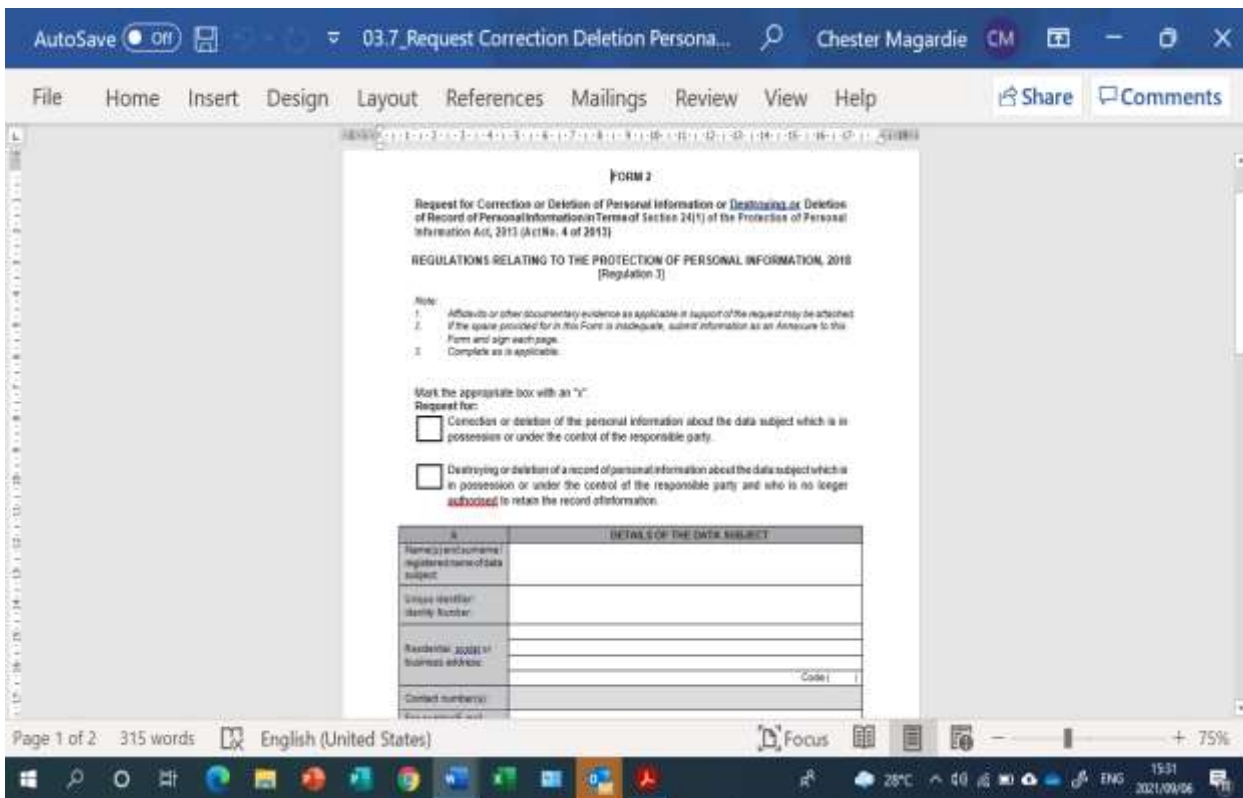 AutoSave Off 03.7_Request Correction Deletion Persona... Chester Magardie CM
File Home Insert Design Layout References Mailings Review View Help Share Comments
FORM 2
Request for Correction or Deletion of Personal Information or Destroying or Deletion
of Record of Personal Information in Terms of Section 24(1) of the Protection of Personal
Information Act, 2013 (Act No. 4 of 2013)
REGULATIONS RELATING TO THE PROTECTION OF PERSONAL INFORMATION, 2018
[Regulation 3]
Note:
1. Affidavits or other documentary evidence as applicable in support of the request may be attached.
2. If the space provided for in this Form is inadequate, submit information as an Annexure to this
Form and sign each page.
3. Complete as is applicable.
Mark the appropriate box with an "x".
Request for:
Correction or deletion of the personal information about the data subject which is in
possession or under the control of the responsible party.
Destroying or deletion of a record of personal information about the data subject which is
in possession or under the control of the responsible party and who is no longer
authorised to retain the record of information.
A DETAILS OF THE DATA SUBJECT
Name(s) and surname /
registered name of data
subject:
Unique Identifier/
Identity Number:
Residential, postal or
business address:
Code ( )
Contact number(s):
Page 1 of 2 315 words English (United States) Focus 75%
28°C ENG 15:31
2021/09/06